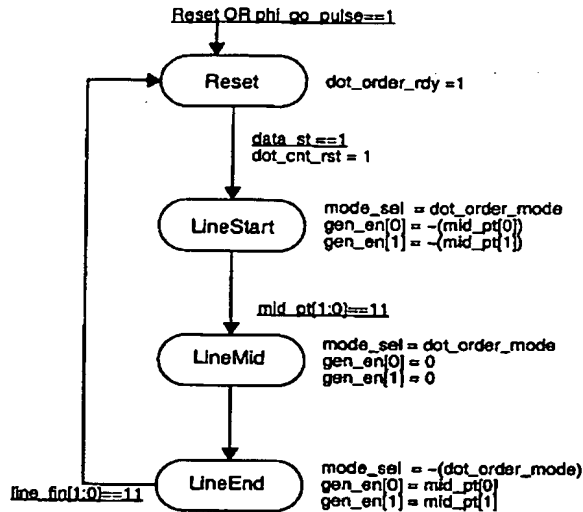 Reset OR phi_go_pulse==1
Reset
dot_order_rdy =1
data_st==1
dot_cnt_rst = 1
LineStart
mode_sel = dot_order_mode
gen_en[0] = ~(mid_pt[0])
gen_en[1] = ~(mid_pt[1])
mid_pt[1:0]==11
LineMid
mode_sel = dot_order_mode
gen_en[0] = 0
gen_en[1] = 0
LineEnd
mode_sel = ~(dot_order_mode)
gen_en[0] = mid_pt[0]
gen_en[1] = mid_pt[1]
line_fin[1:0]==11